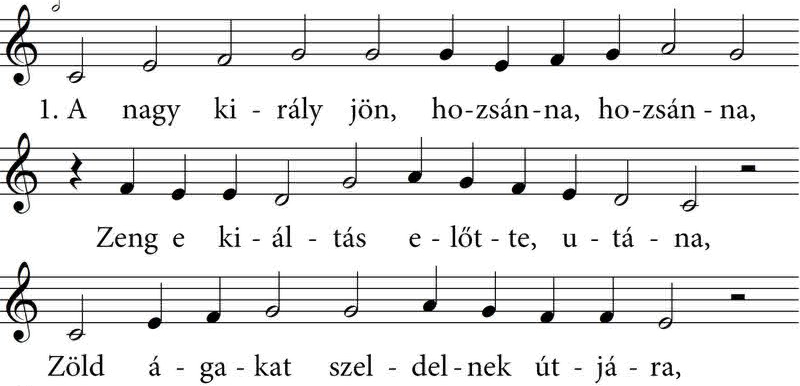 1. A nagy ki - rály jön, ho-zsán-na, ho-zsán - na,
Zeng e ki - ál - tás e - lőt - te, u - tá - na,
Zöld á - ga - kat szel - del - nek út - já - ra,